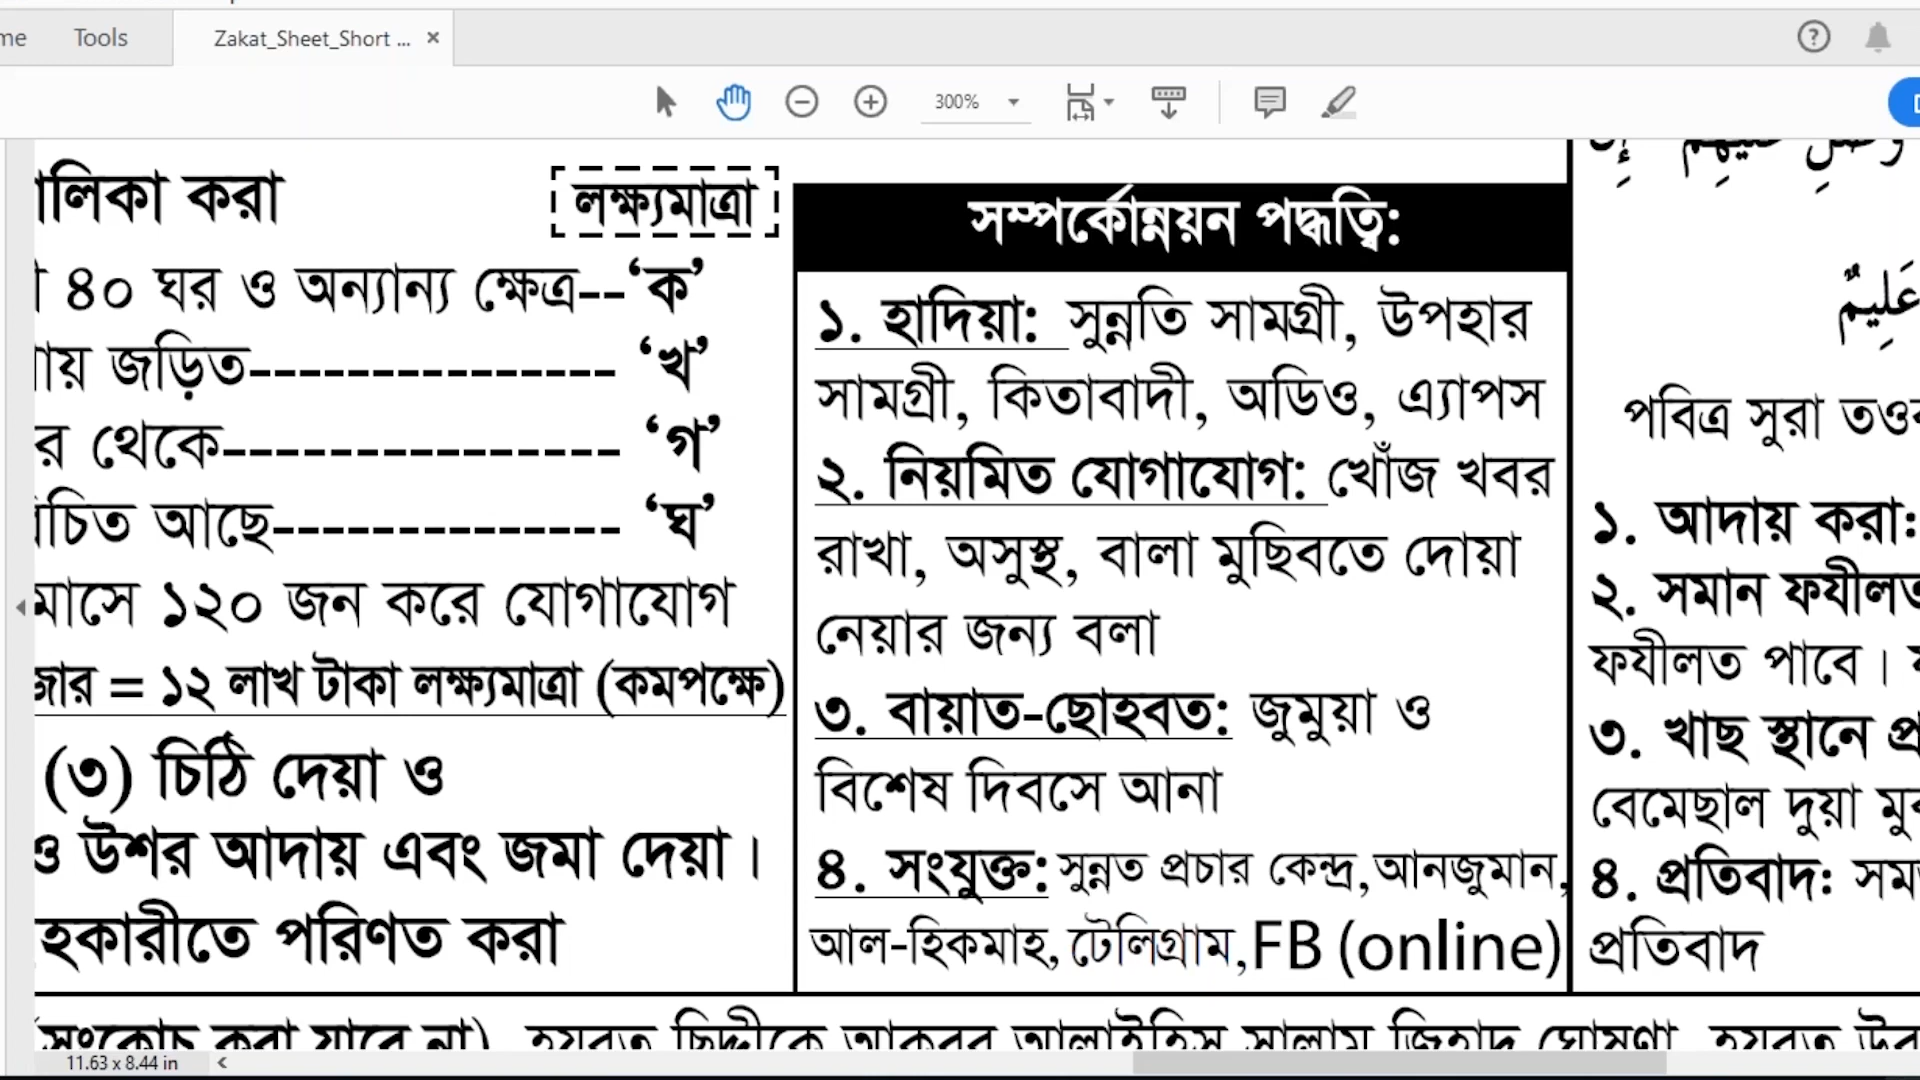 Tools
Zakat_Sheet_Short ...
300%
করা
লক্ষ্যমাত্রা
৪০ ঘর ও অন্যান্য ক্ষেত্র--‘ক’
জড়িত--------------- ‘খ’
থেকে---------------- ‘গ’
আছে-------------- ‘ঘ’
মাসে ১২০ জন করে যোগাযোগ
= ১২ লাখ টাকা লক্ষ্যমাত্রা (কমপক্ষে)
(৩) চিঠি দেয়া ও
ও উশর আদায় এবং জমা দেয়া।
পরিণত করা
সম্পর্কোন্নয়ন পদ্ধত্বি:
১. হাদিয়া: সুন্নতি সামগ্রী, উপহার
সামগ্রী, কিতাবাদী, অডিও, এ্যাপস
২. নিয়মিত যোগাযোগ: খোঁজ খবর
রাখা, অসুস্থ, বালা মুছিবতে দোয়া
নেয়ার জন্য বলা
৩. বায়াত-ছোহবত: জুমুয়া ও
বিশেষ দিবসে আনা
৪. সংযুক্ত: সুন্নত প্রচার কেন্দ্র,আনজুমান,
আল-হিকমাহ, টেলিগ্রাম,FB (online)
عَلِيمٌ
পবিত্র সুরা
১. আদায় করা:
২. সমান
ফযীলত পাবে।
৩. খাছ স্থানে
বেমেছাল দুয়া
৪. প্রতিবাদ:
প্রতিবাদ
11.63 x 8.44 in